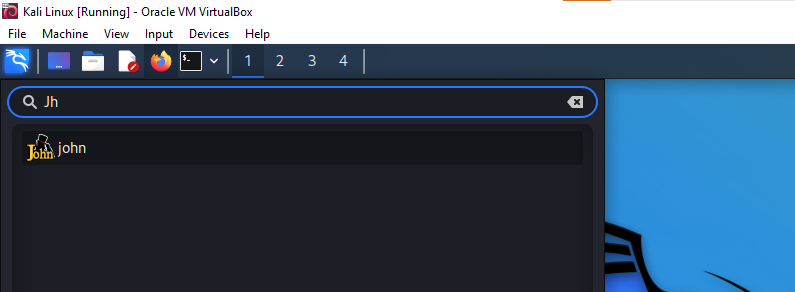 Kali Linux [Running] - Oracle VM VirtualBox
File Machine View Input Devices Help
$_ 1 2 3 4
Jh
John john